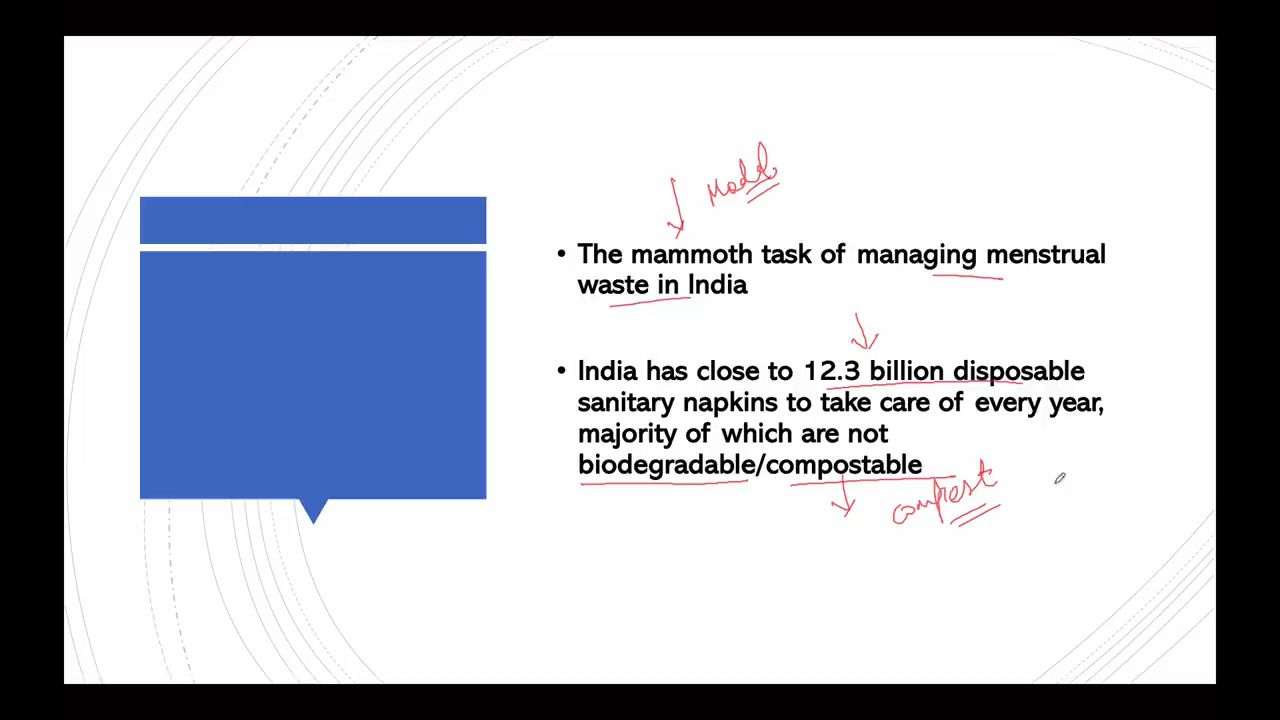 • The mammoth task of managing menstrual
waste in India
• India has close to 12.3 billion disposable
sanitary napkins to take care of every year,
majority of which are not
biodegradable/compostable
compost